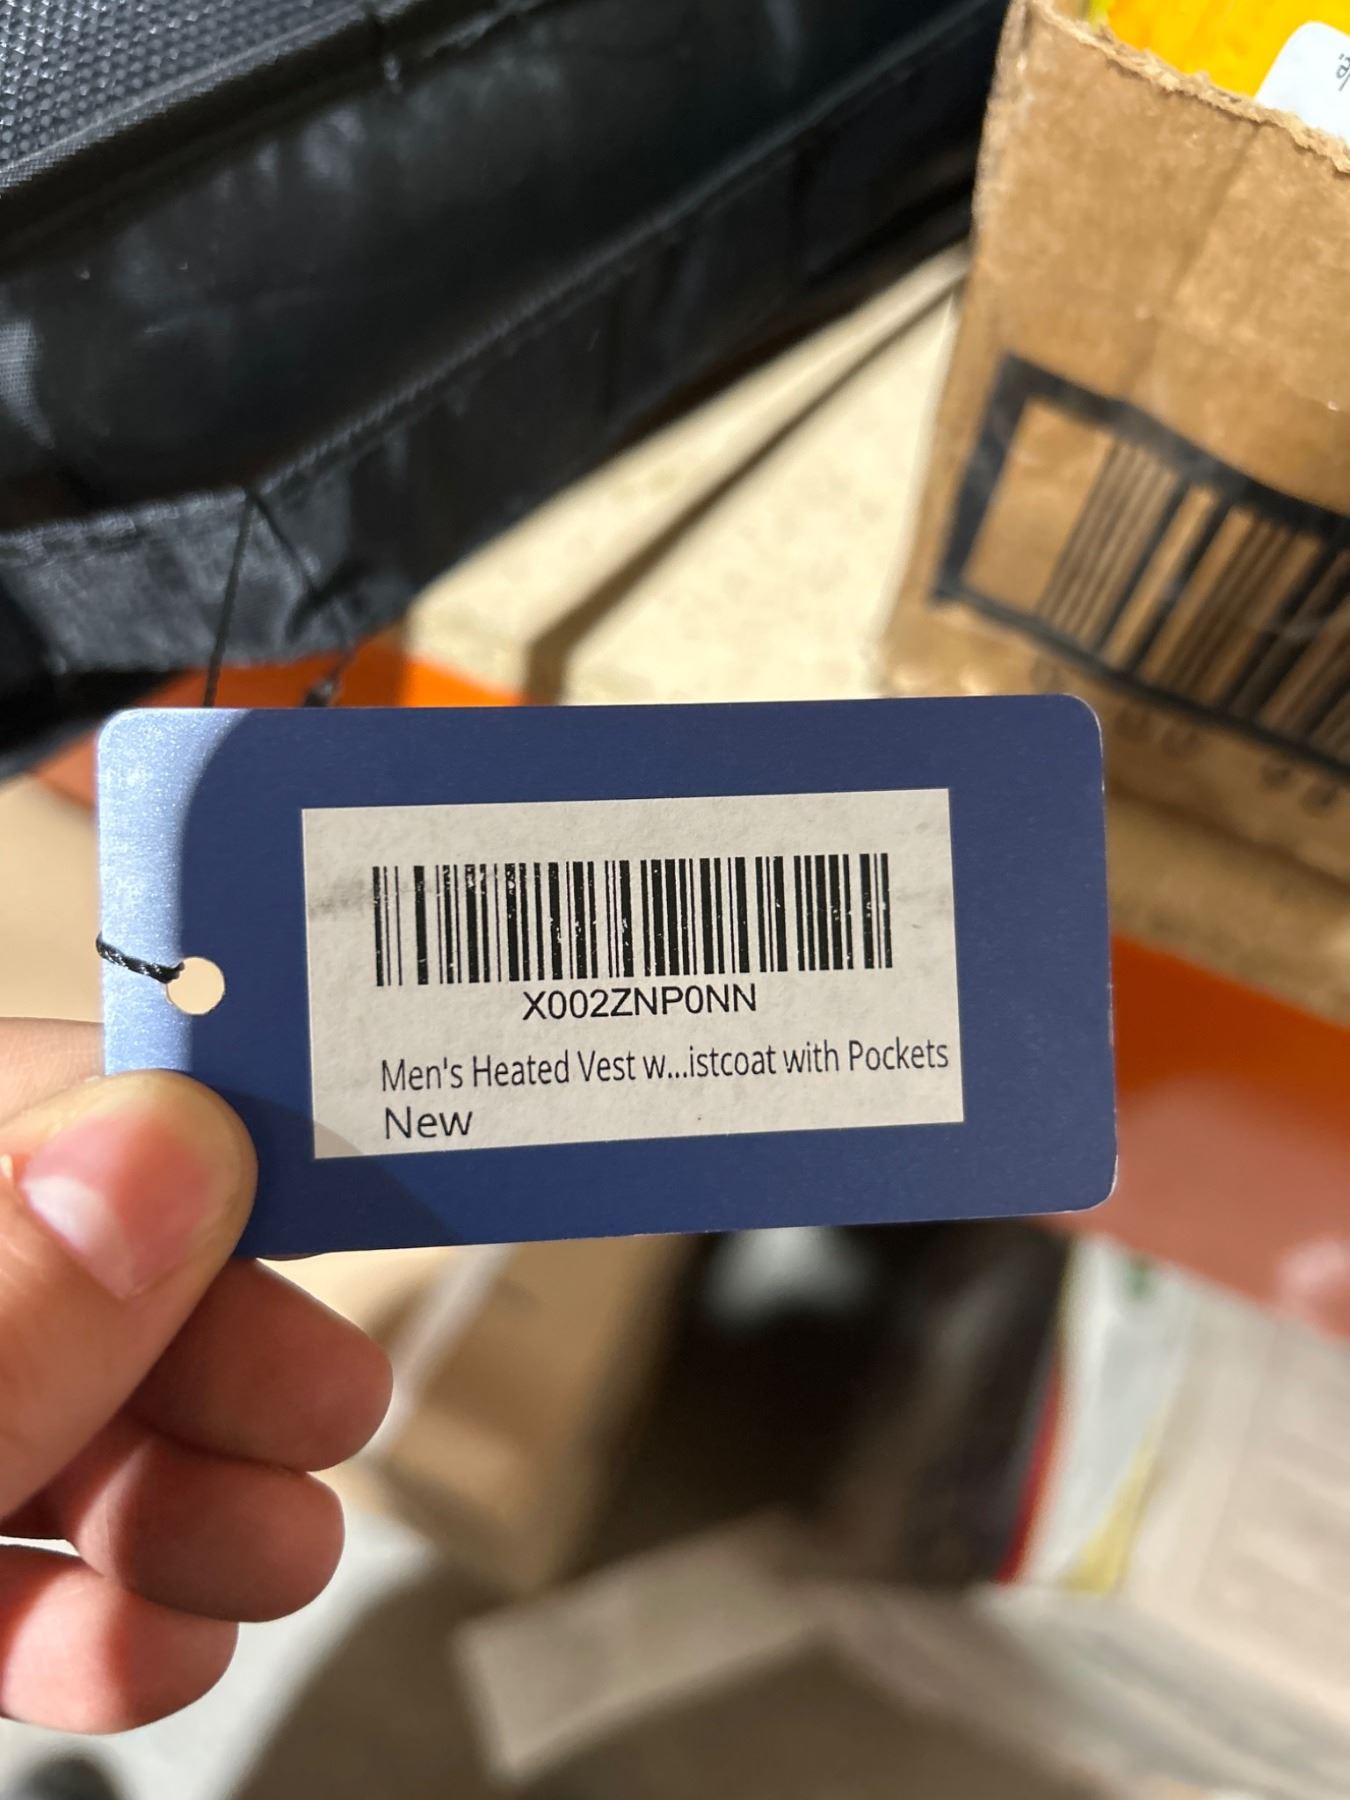 X002ZNP0NN
Men's Heated Vest w...istcoat with Pockets
New